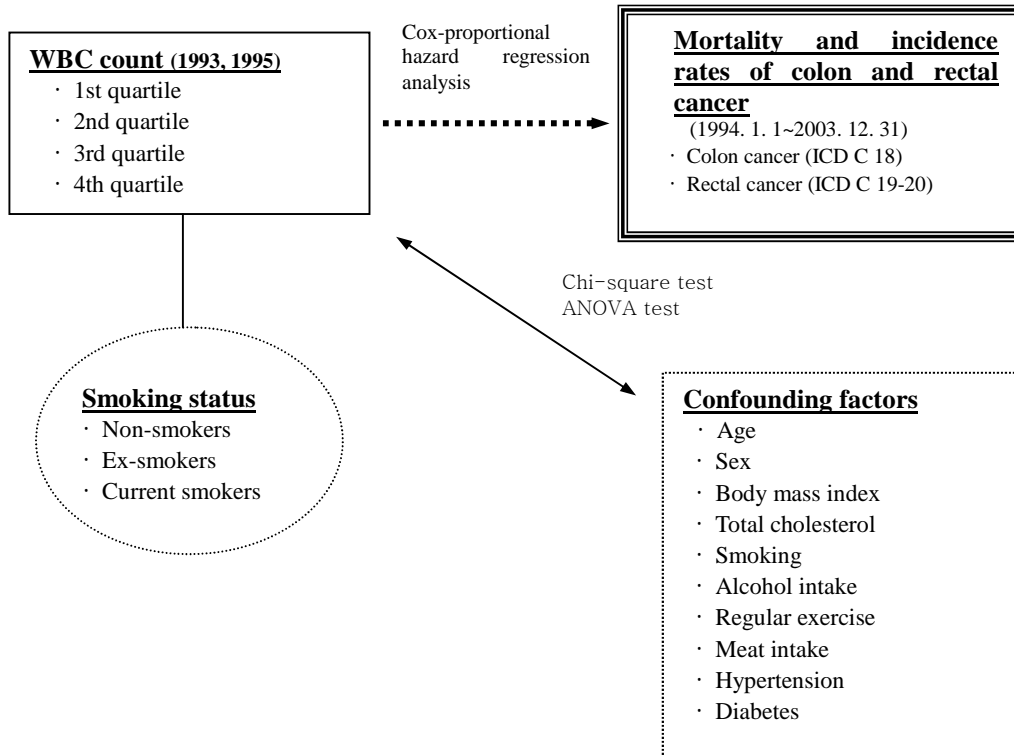 WBC count (1993, 1995)
· 1st quartile
· 2nd quartile
· 3rd quartile
· 4th quartile
Cox-proportional
hazard regression
analysis
Mortality and incidence
rates of colon and rectal
cancer
(1994. 1. 1~2003. 12. 31)
· Colon cancer (ICD C 18)
· Rectal cancer (ICD C 19-20)
Chi-square test
ANOVA test
Smoking status
· Non-smokers
· Ex-smokers
· Current smokers
Confounding factors
· Age
· Sex
· Body mass index
· Total cholesterol
· Smoking
· Alcohol intake
· Regular exercise
· Meat intake
· Hypertension
· Diabetes